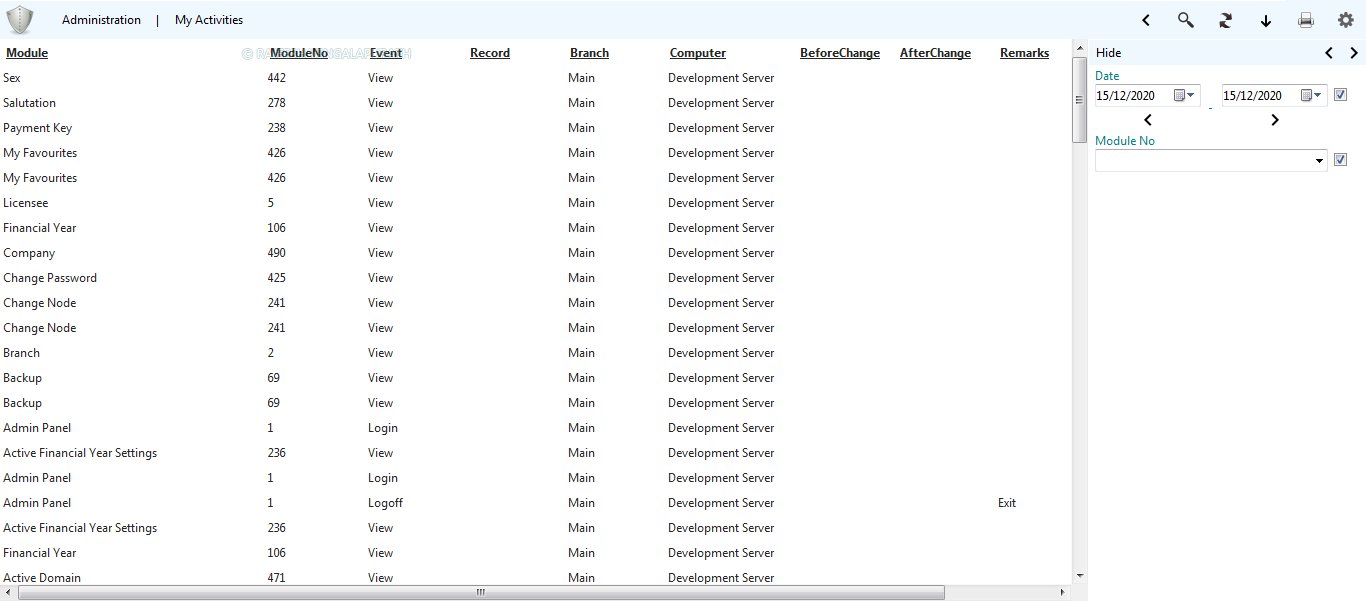 Administration | My Activities
Module ModuleNo Event Record Branch Computer BeforeChange AfterChange Remarks
Sex 442 View Main Development Server
Salutation 278 View Main Development Server
Payment Key 238 View Main Development Server
My Favourites 426 View Main Development Server
My Favourites 426 View Main Development Server
Licensee 5 View Main Development Server
Financial Year 106 View Main Development Server
Company 490 View Main Development Server
Change Password 425 View Main Development Server
Change Node 241 View Main Development Server
Change Node 241 View Main Development Server
Branch 2 View Main Development Server
Backup 69 View Main Development Server
Backup 69 View Main Development Server
Admin Panel 1 Login Main Development Server
Active Financial Year Settings 236 View Main Development Server
Admin Panel 1 Login Main Development Server
Admin Panel 1 Logoff Main Development Server Exit
Active Financial Year Settings 236 View Main Development Server
Financial Year 106 View Main Development Server
Active Domain 471 View Main Development Server
Hide
Date
15/12/2020 - 15/12/2020
Module No